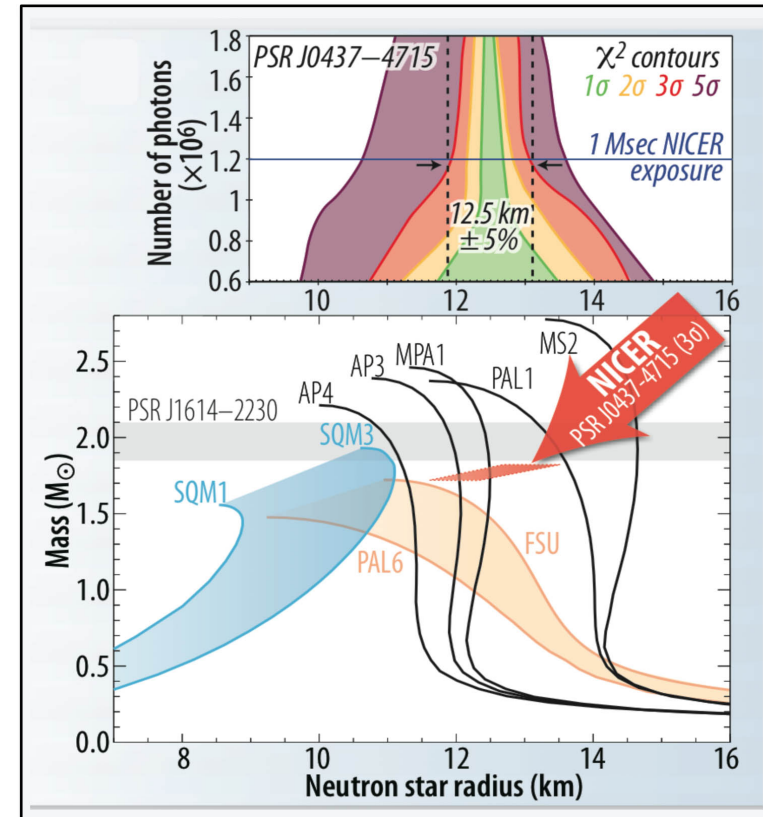 PSR J0437–4715
χ² contours
1σ 2σ 3σ 5σ
1 Msec NICER
exposure
12.5 km
±5%
Number of photons
(×10⁶)
1.8
1.6
1.4
1.2
1
0.8
0.6
10 12 14 16
NICER
PSR J0437–4715 (3σ)
MS2
MPA1
AP3
PAL1
AP4
PSR J1614–2230
SQM3
SQM1
FSU
PAL6
Mass (M⊙)
2.5
2.0
1.5
1.0
0.5
0.0
8 10 12 14 16
Neutron star radius (km)